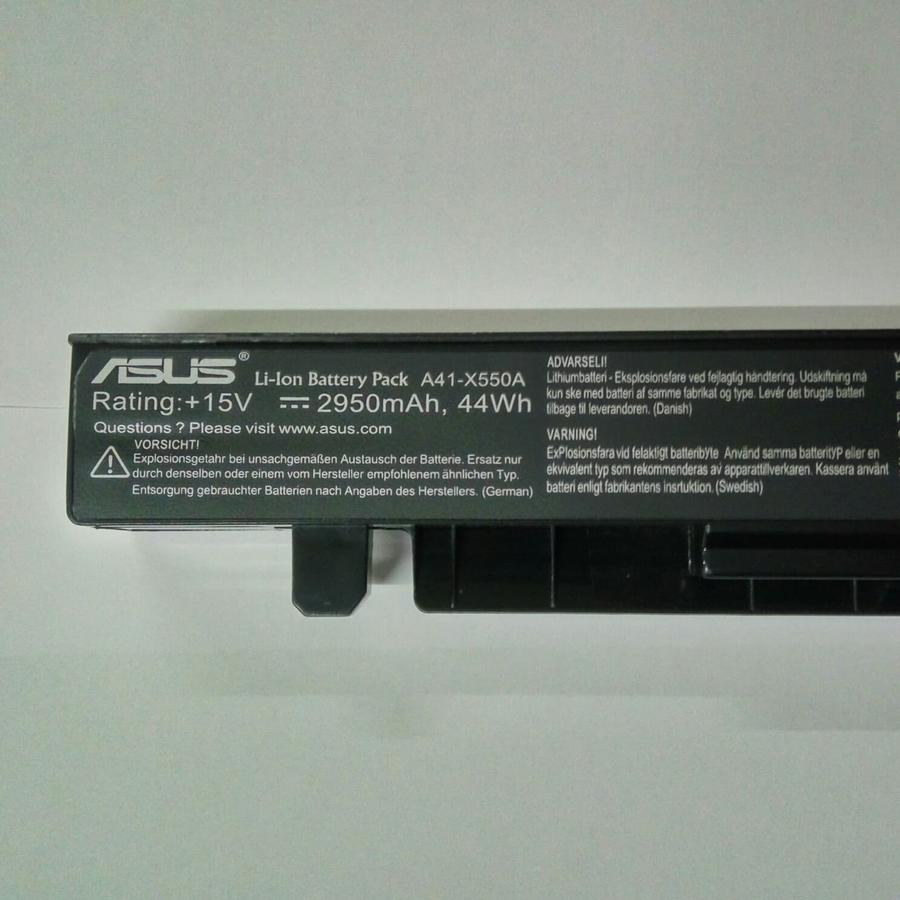 ASUS® Li-Ion Battery Pack A41-X550A
Rating:+15V ⎓ 2950mAh, 44Wh
Questions ? Please visit www.asus.com
VORSICHT!
Explosionsgetahr bei unsachgemäßen Austausch der Batterie. Ersatz nur
durch denselben oder einem vom Hersteller empfohlenem ähnlichen Typ.
Entsorgung gebrauchter Batterien nach Angaben des Herstellers. (German)
ADVARSELI!
Lithiumbatteri - Eksplosionsfare ved fejlagtig håndtering. Udskiftning må
kun ske med batteri af samme fabrikat og type. Levér det brugte batteri
tilbage til leverandoren. (Danish)
VARNING!
ExPlosionsfara vid felaktigt batteribyte Använd samma batteritYP eller en
ekvivalent typ som rekommenderas av apparattillverkaren. Kassera använt
batteri enligt fabrikantens insrtuktion. (Swedish)